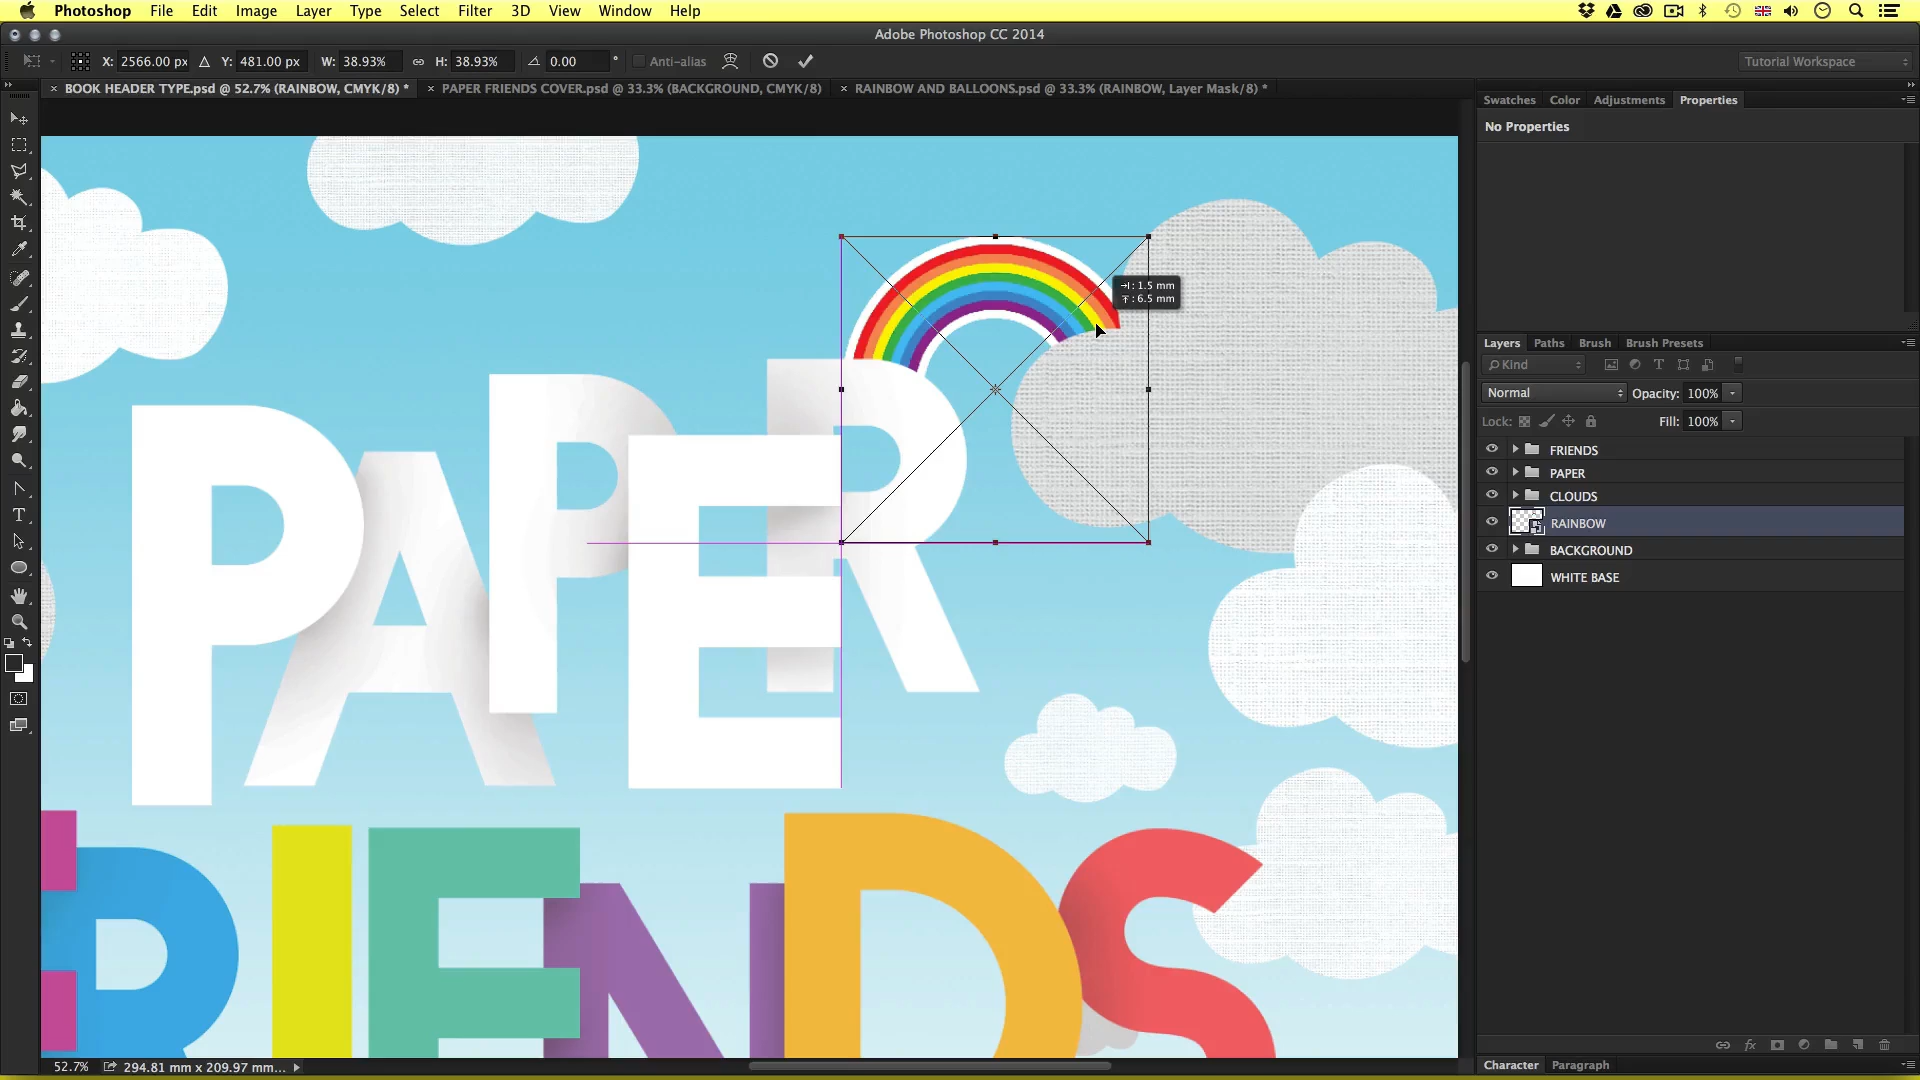 Photoshop File Edit Image Layer Type Select Filter 3D View Window Help
Adobe Photoshop CC 2014
X: 2566.00 px Y: 481.00 px W: 38.93% H: 38.93% 0.00 ° Anti-alias Tutorial Workspace
BOOK HEADER TYPE.psd @ 52.7% (RAINBOW, CMYK/8) * PAPER FRIENDS COVER.psd @ 33.3% (BACKGROUND, CMYK/8) RAINBOW AND BALLOONS.psd @ 33.3% (RAINBOW, Layer Mask/8) *
Swatches Color Adjustments Properties
No Properties
: 1.5 mm
: 6.5 mm
PAPER
FRIENDS
Layers Paths Brush Brush Presets
Kind
Normal Opacity: 100%
Lock: Fill: 100%
FRIENDS
PAPER
CLOUDS
RAINBOW
BACKGROUND
WHITE BASE
52.7% 294.81 mm x 209.97 mm...
Character Paragraph